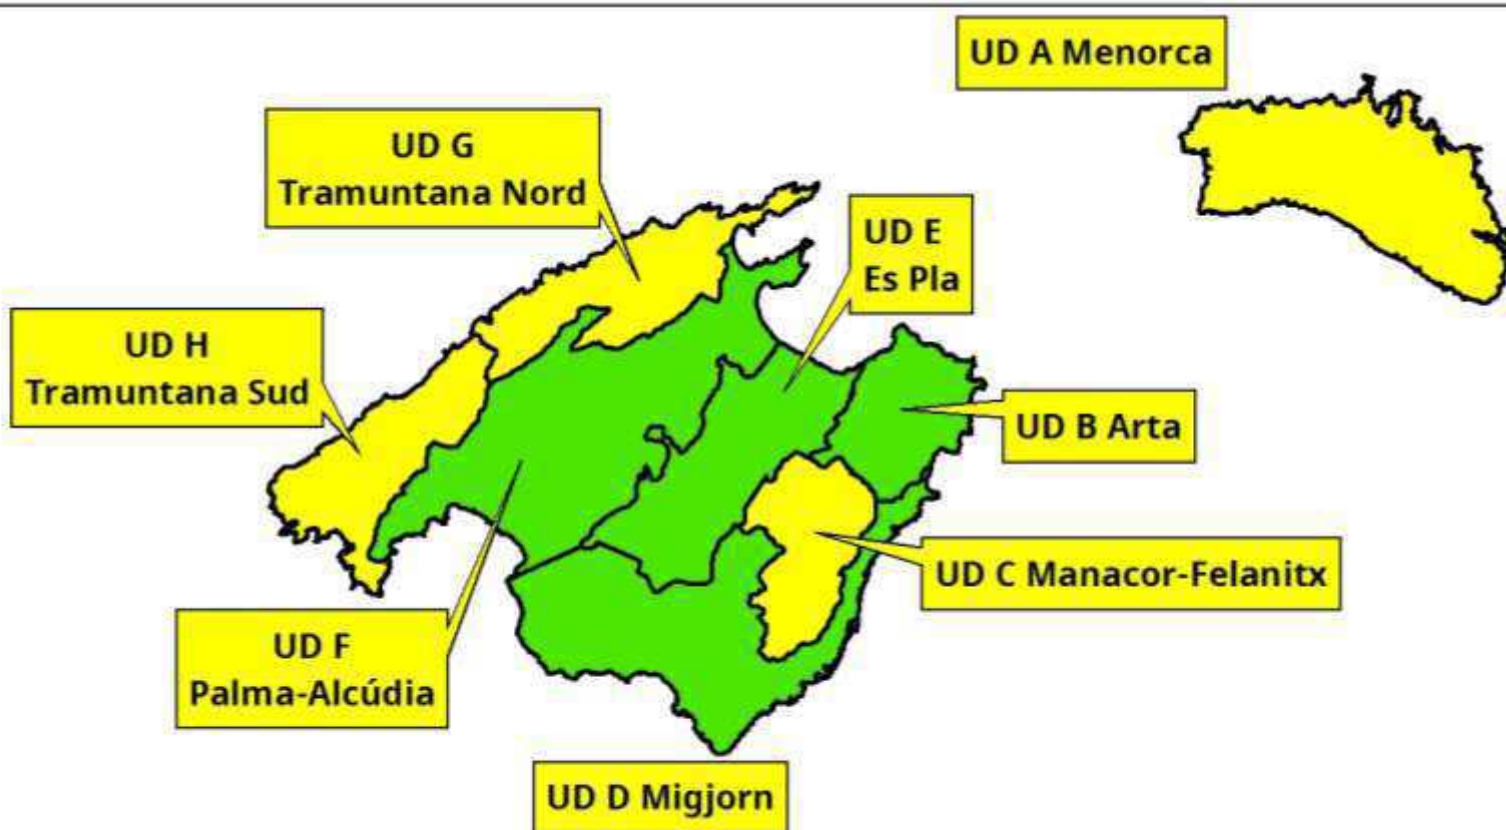 UD A Menorca
UD G
Tramuntana Nord
UD E
Es Pla
UD H
Tramuntana Sud
UD B Arta
UD C Manacor-Felanitx
UD F
Palma-Alcúdia
UD D Migjorn